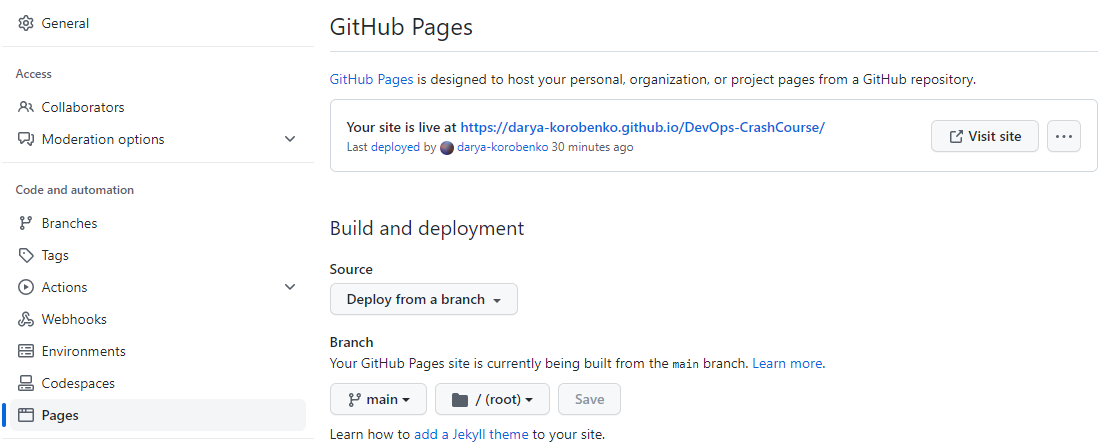 General
Access
Collaborators
Moderation options
Code and automation
Branches
Tags
Actions
Webhooks
Environments
Codespaces
Pages
GitHub Pages
GitHub Pages is designed to host your personal, organization, or project pages from a GitHub repository.
Your site is live at https://darya-korobenko.github.io/DevOps-CrashCourse/
Last deployed by darya-korobenko 30 minutes ago
Visit site
Build and deployment
Source
Deploy from a branch
Branch
Your GitHub Pages site is currently being built from the main branch. Learn more.
main
/ (root)
Save
Learn how to add a Jekyll theme to your site.